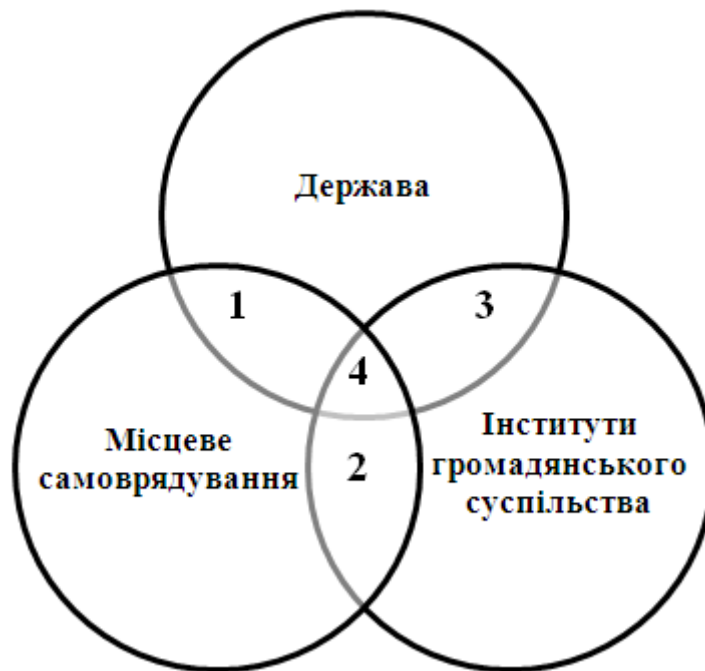 Держава
1
3
4
Місцеве
самоврядування
2
Інститути
громадянського
суспільства